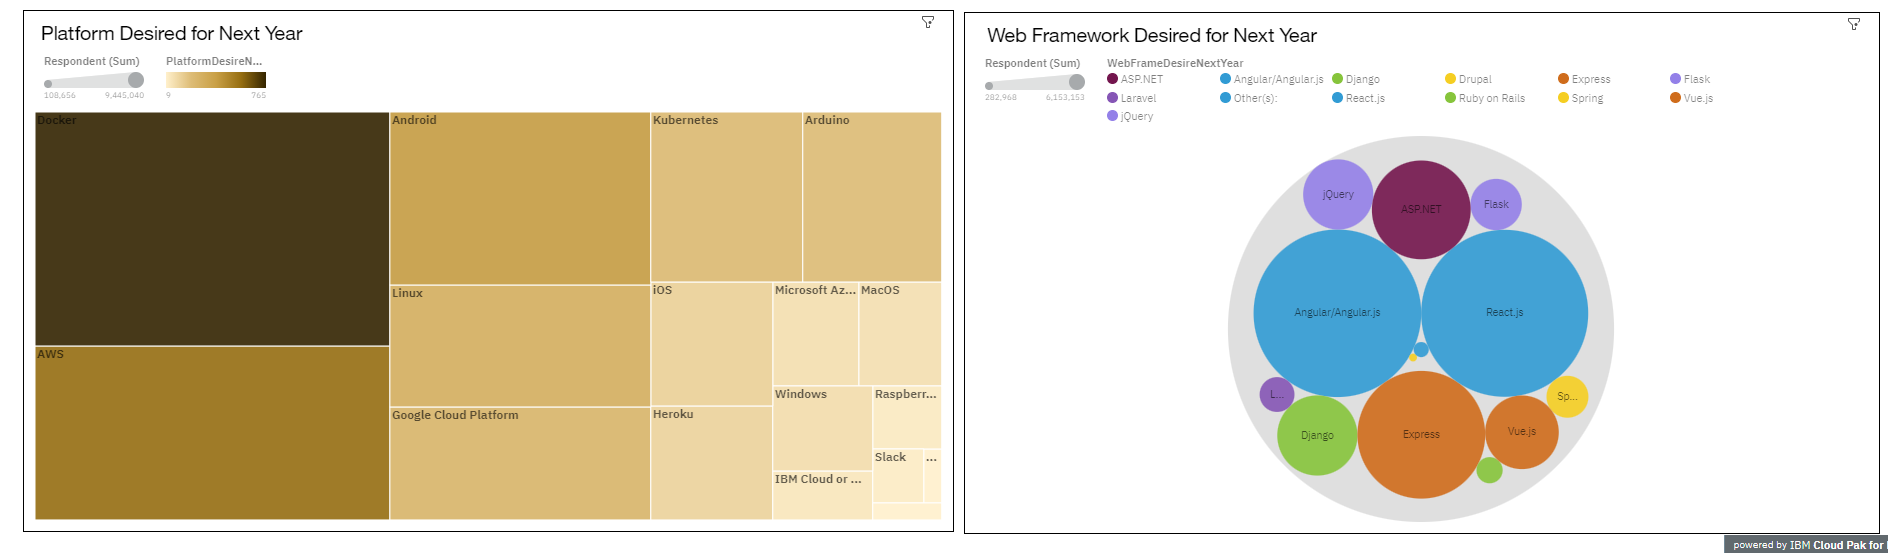 Platform Desired for Next Year
Respondent (Sum)
PlatformDesireN...
108,656
9,445,040
9
765
Docker
Android
Kubernetes
Arduino
Linux
iOS
Microsoft Az...
MacOS
AWS
Windows
Raspberr...
Google Cloud Platform
Heroku
Slack
...
IBM Cloud or ...
Web Framework Desired for Next Year
Respondent (Sum)
WebFrameDesireNextYear
282,968
6,153,153
ASP.NET
Angular/Angular.js
Django
Drupal
Express
Flask
Laravel
Other(s):
React.js
Ruby on Rails
Spring
Vue.js
jQuery
jQuery
ASP.NET
Flask
Angular/Angular.js
React.js
L...
Sp...
Django
Express
Vue.js
powered by IBM Cloud Pak for